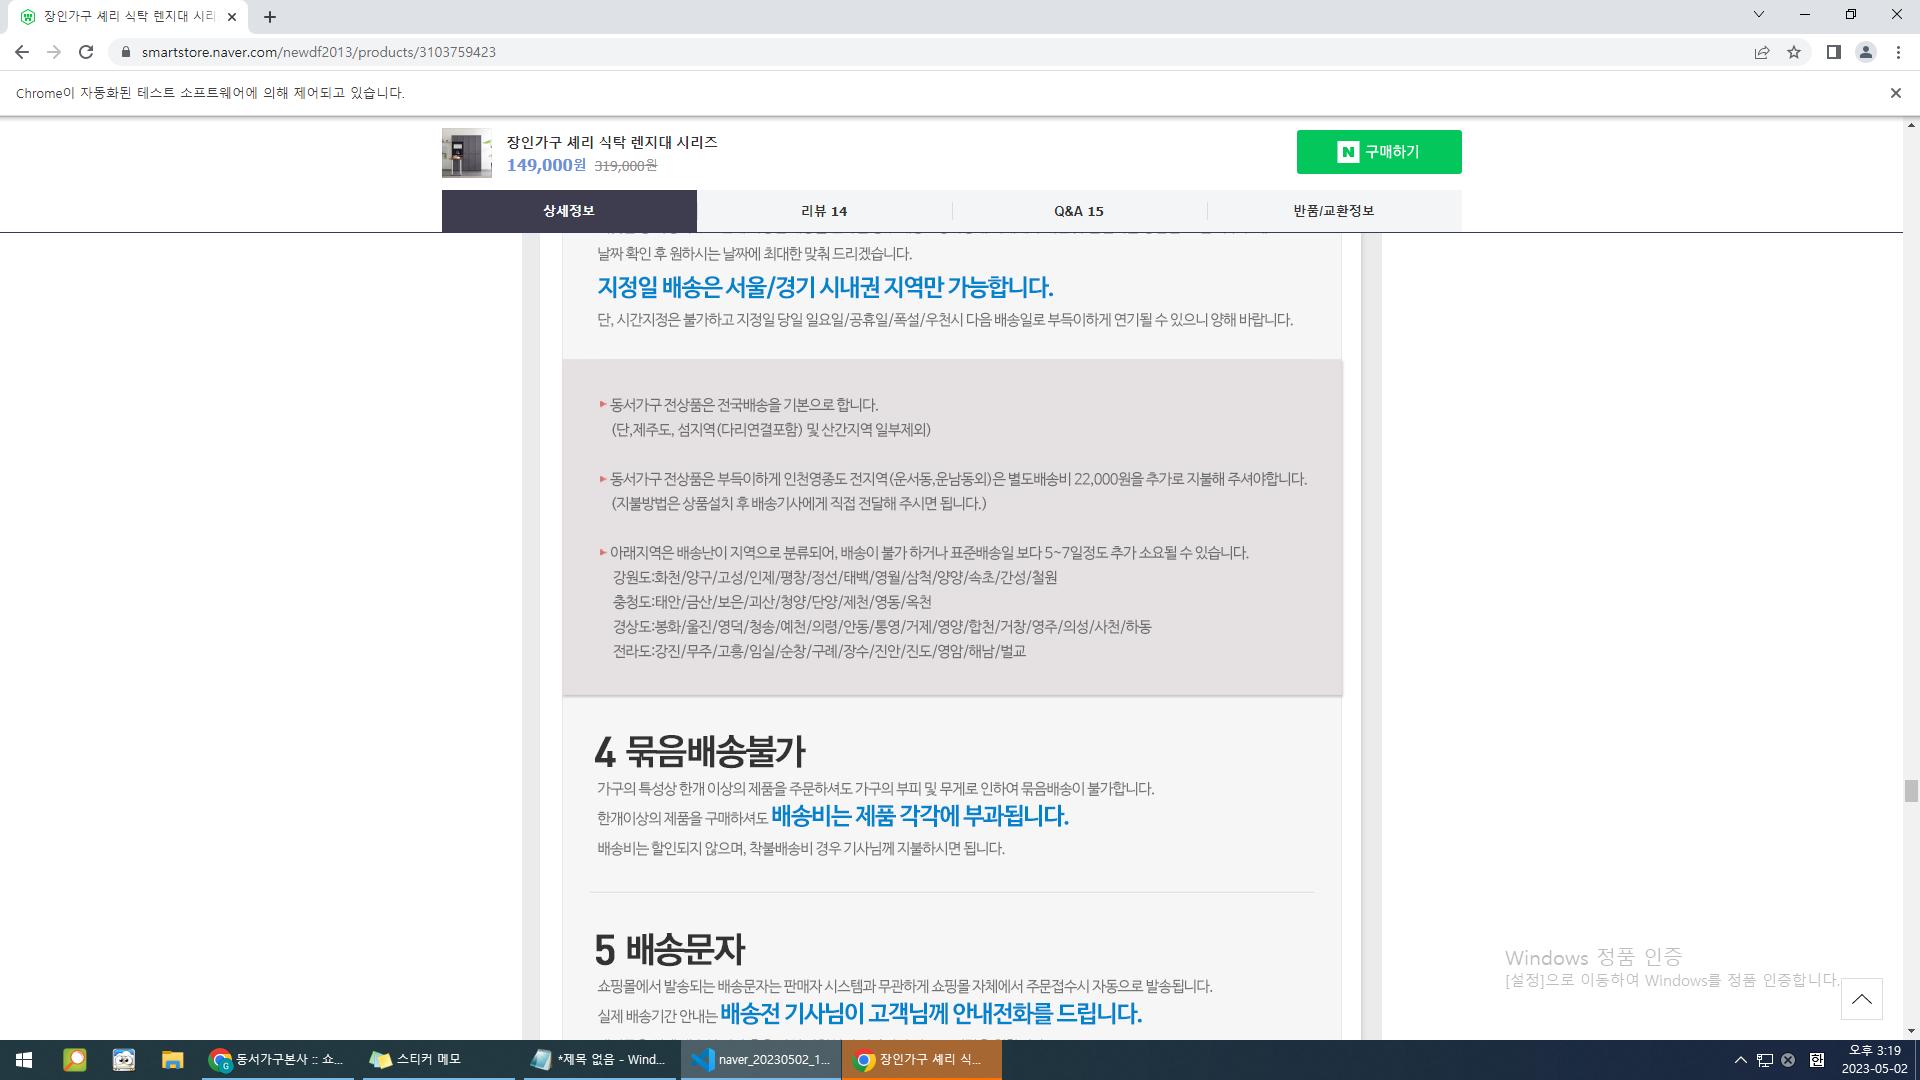 장인가구 셰리 식탁 렌지대 시리
smartstore.naver.com/newdf2013/products/3103759423
Chrome이 자동화된 테스트 소프트웨어에 의해 제어되고 있습니다.
장인가구 셰리 식탁 렌지대 시리즈
149,000원 319,000원
N 구매하기
상세정보
리뷰 14
Q&A 15
반품/교환정보
날짜 확인 후 원하시는 날짜에 최대한 맞춰 드리겠습니다.
지정일 배송은 서울/경기 시내권 지역만 가능합니다.
단, 시간지정은 불가하고 지정일 당일 일요일/공휴일/폭설/우천시 다음 배송일로 부득이하게 연기될 수 있으니 양해 바랍니다.
동서가구 전상품은 전국배송을 기본으로 합니다.
(단,제주도, 섬지역(다리연결포함) 및 산간지역 일부제외)
동서가구 전상품은 부득이하게 인천영종도 전지역(운서동,운남동외)은 별도배송비 22,000원을 추가로 지불해 주셔야합니다.
(지불방법은 상품설치 후 배송기사에게 직접 전달해 주시면 됩니다.)
아래지역은 배송난이 지역으로 분류되어, 배송이 불가 하거나 표준배송일 보다 5~7일정도 추가 소요될 수 있습니다.
강원도:화천/양구/고성/인제/평창/정선/태백/영월/삼척/양양/속초/간성/철원
충청도:태안/금산/보은/괴산/청양/단양/제천/영동/옥천
경상도:봉화/울진/영덕/청송/예천/의령/안동/통영/거제/영양/합천/거창/영주/의성/사천/하동
전라도:강진/무주/고흥/임실/순창/구례/장수/진안/진도/영암/해남/벌교
4 묶음배송불가
가구의 특성상 한개 이상의 제품을 주문하셔도 가구의 부피 및 무게로 인하여 묶음배송이 불가합니다.
한개이상의 제품을 구매하셔도 배송비는 제품 각각에 부과됩니다.
배송비는 할인되지 않으며, 착불배송비 경우 기사님께 지불하시면 됩니다.
5 배송문자
쇼핑몰에서 발송되는 배송문자는 판매자 시스템과 무관하게 쇼핑몰 자체에서 주문접수시 자동으로 발송됩니다.
실제 배송기간 안내는 배송전 기사님이 고객님께 안내전화를 드립니다.
Windows 정품 인증
[설정]으로 이동하여 Windows를 정품 인증합니다.
동서가구본사 :: 쇼...
스티커 메모
*제목 없음 - Wind...
naver_20230502_1...
장인가구 셰리 식...
한
오후 3:19
2023-05-02